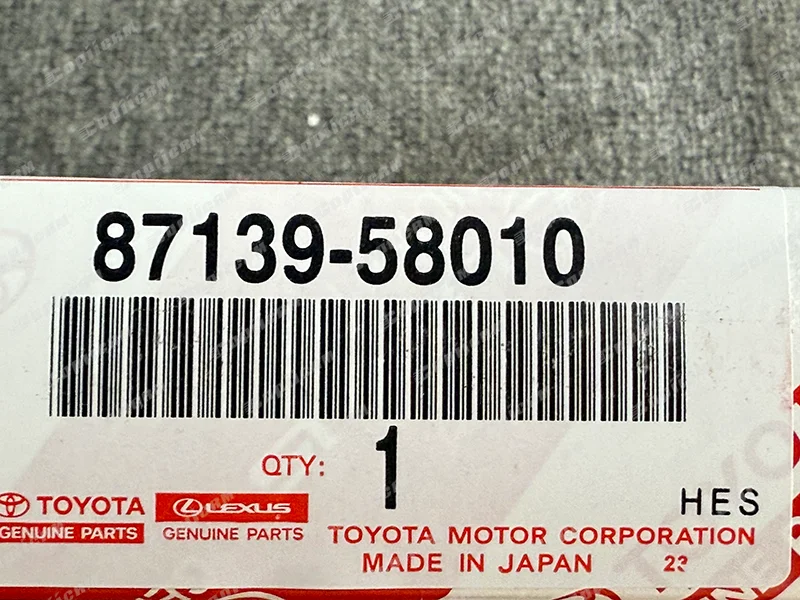 87139-58010
QTY: 1
HES
TOYOTA LEXUS
GENUINE PARTS GENUINE PARTS
TOYOTA MOTOR CORPORATION
MADE IN JAPAN 23